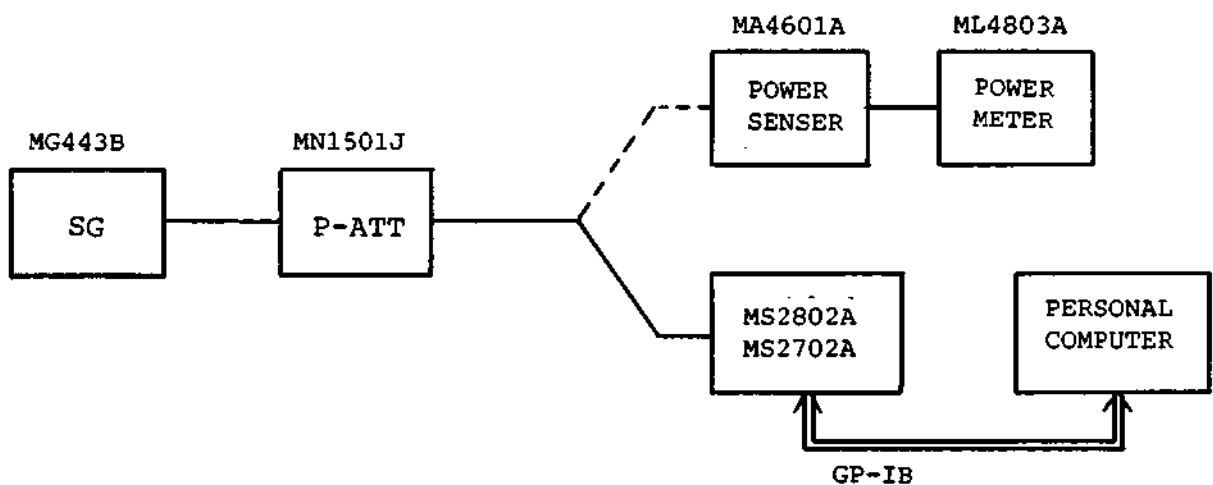 MA4601A
ML4803A
POWER
SENSER
POWER
METER
MG443B
MN1501J
SG
P-ATT
MS2802A
MS2702A
PERSONAL
COMPUTER
GP-IB